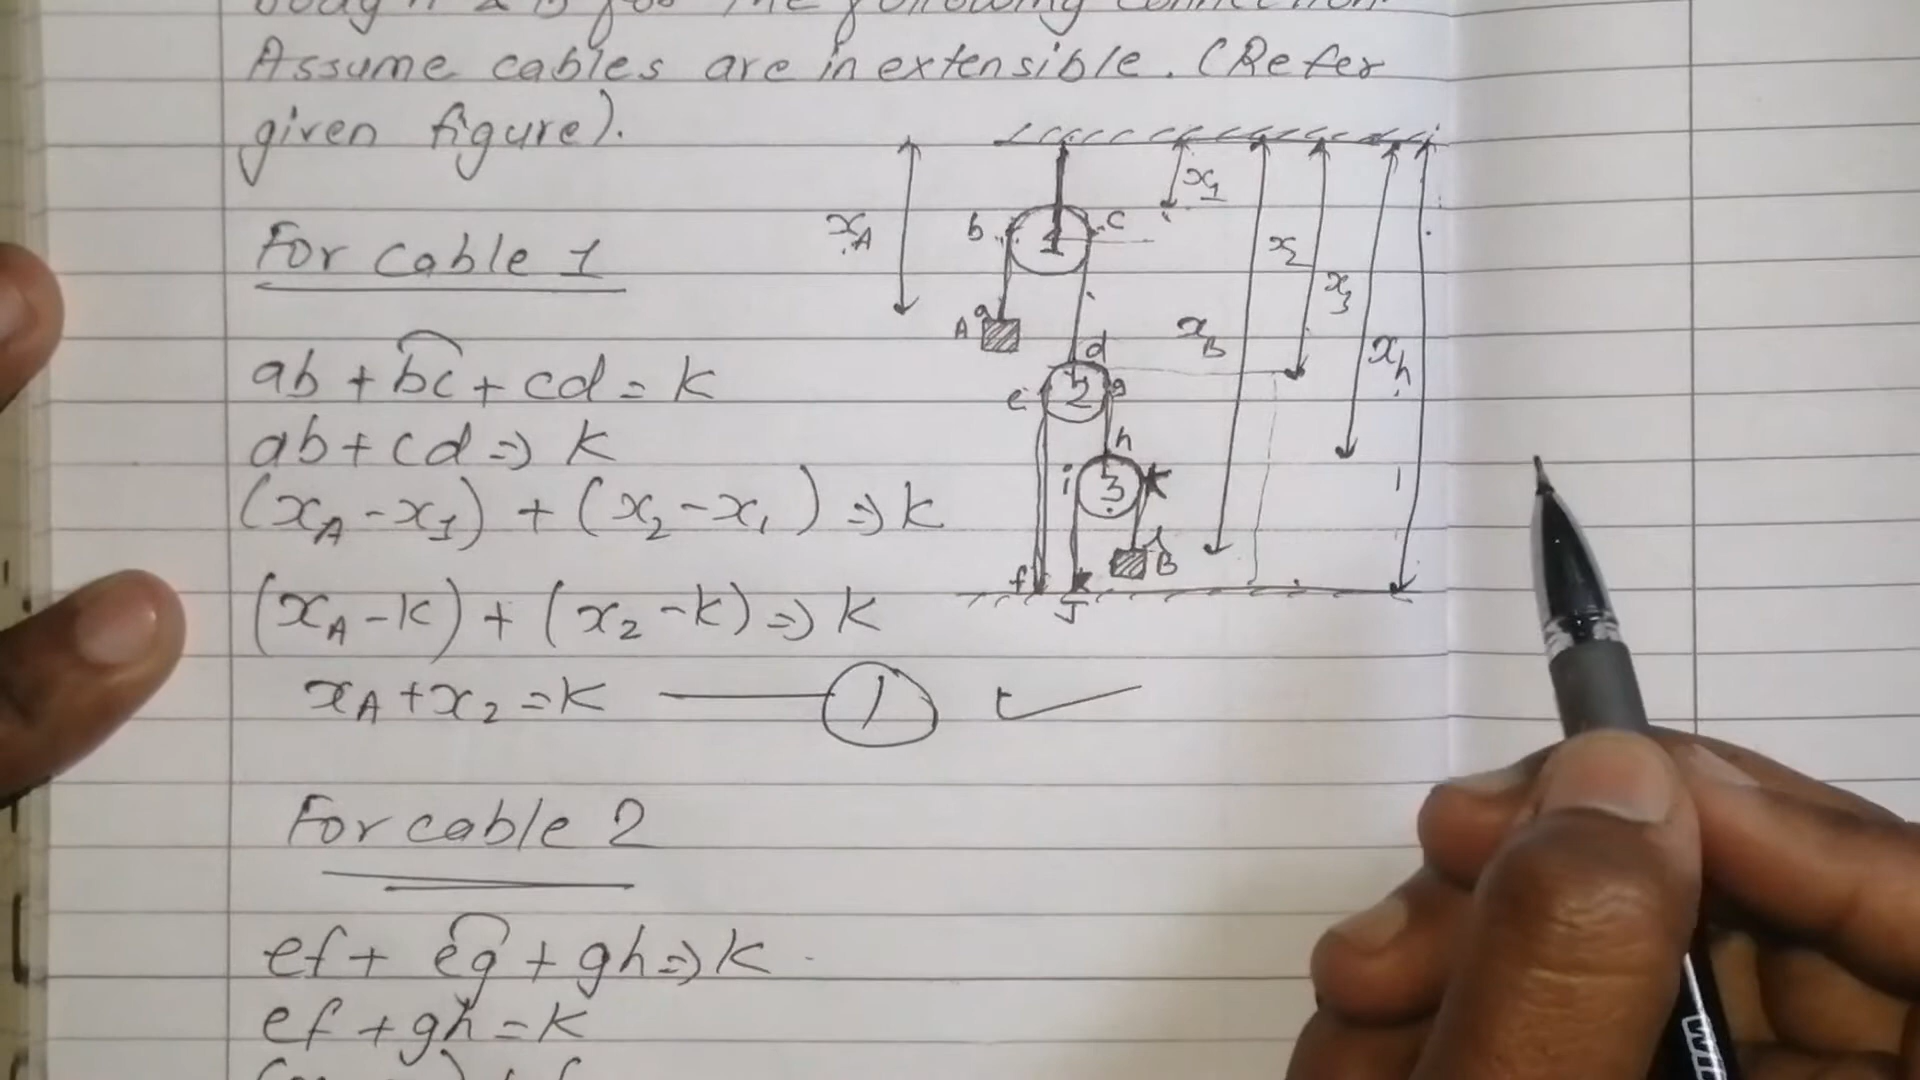 Assume cables are inextensible. (Refer
given figure).
For cable 1
ab + bc + cd = k
ab + cd => k
(xA - x1) + (x2 - x1) => k
(xA - k) + (x2 - k) => k
xA + x2 = k 1
For cable 2
ef + eg + gh => k
ef + gh = k
xA
b
1
c
x1
x2
x3
xB
xh
a
A
d
e
2
g
h
i
3
k
B
f
J